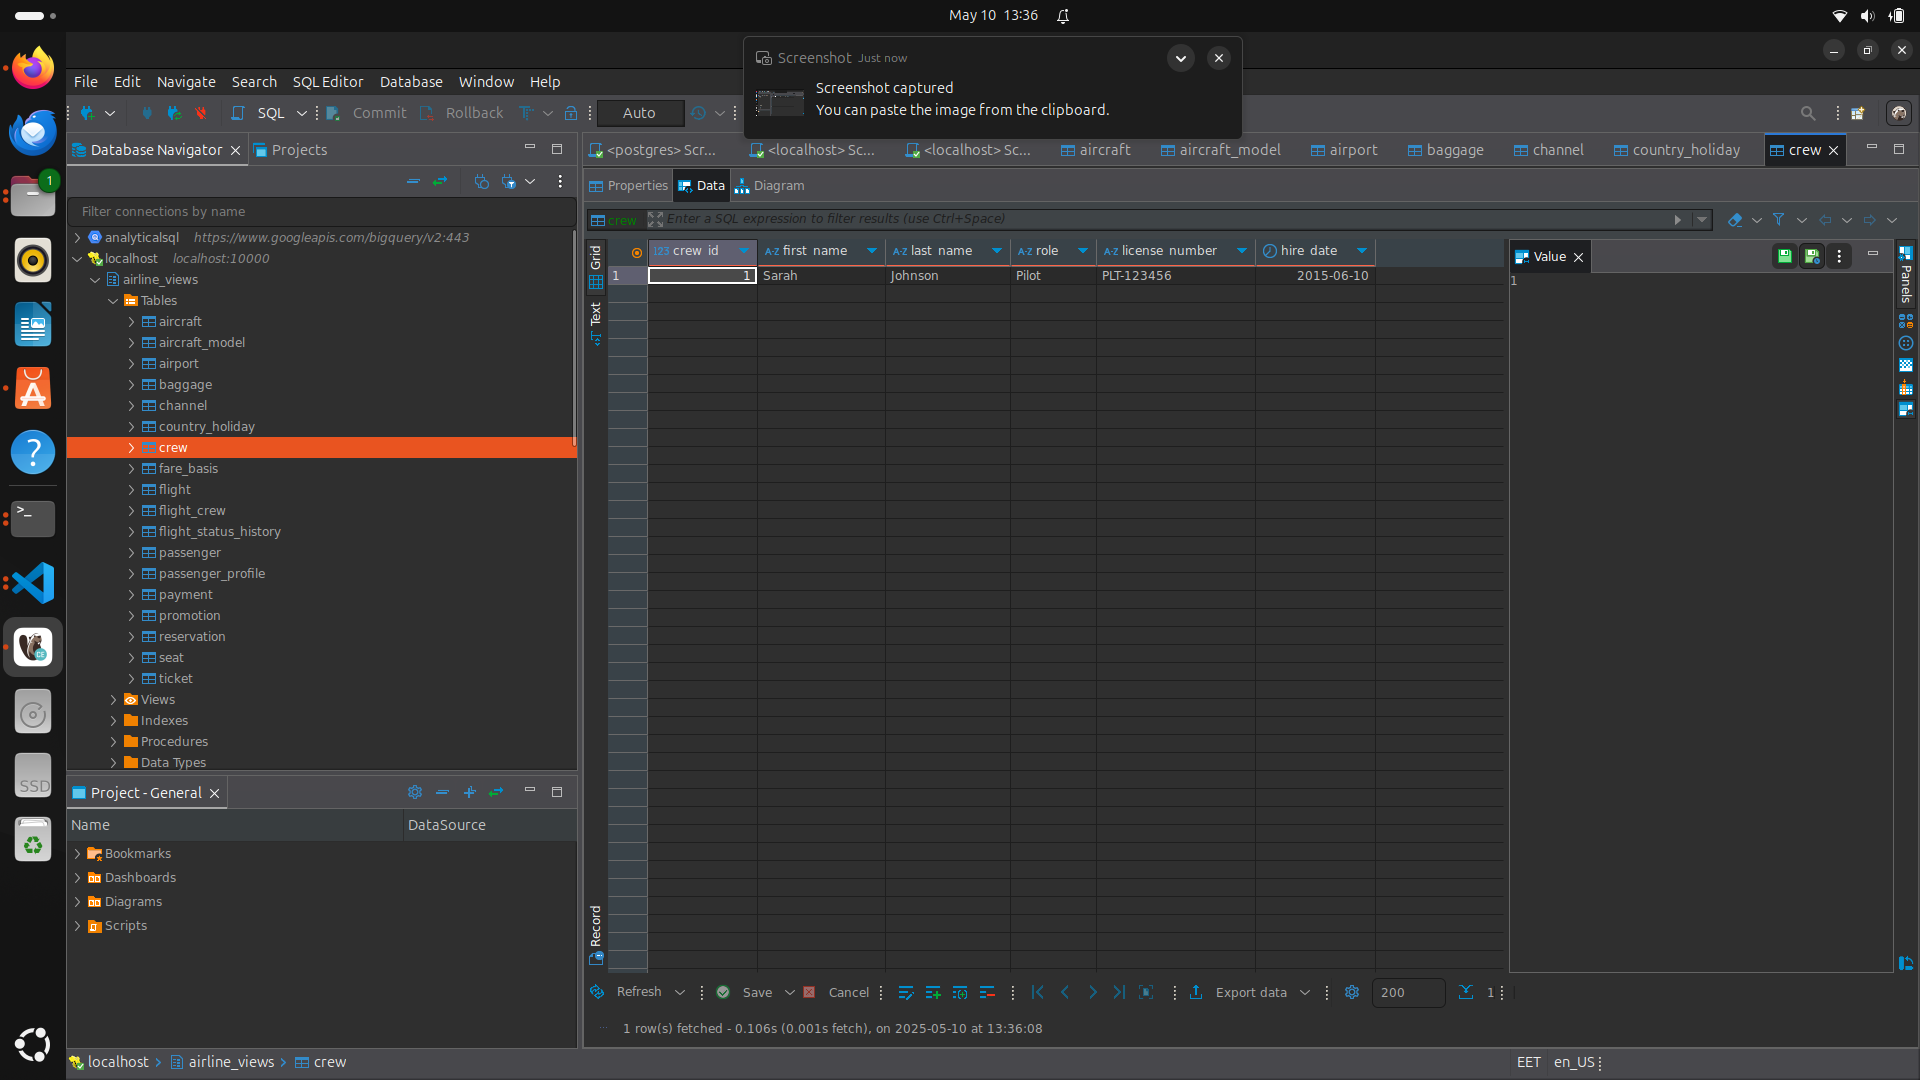 May 10 13:36
Screenshot Just now
Screenshot captured
You can paste the image from the clipboard.
File Edit Navigate Search SQL Editor Database Window Help
SQL Commit Rollback Auto
Database Navigator Projects
<postgres> Scr... <localhost> Sc... <localhost> Sc... aircraft aircraft_model airport baggage channel country_holiday crew
1
Properties Data Diagram
Filter connections by name
crew Enter a SQL expression to filter results (use Ctrl+Space)
analyticalsql https://www.googleapis.com/bigquery/v2:443
localhost localhost:10000
airline_views
Tables
aircraft
aircraft_model
airport
baggage
channel
country_holiday
crew
fare_basis
flight
flight_crew
flight_status_history
passenger
passenger_profile
payment
promotion
reservation
seat
ticket
Views
Indexes
Procedures
Data Types
Grid
Text
Record
123 crew_id A-Z first_name A-Z last_name A-Z role A-Z license_number hire_date
1 1 Sarah Johnson Pilot PLT-123456 2015-06-10
Value
1
Panels
Project - General
Name DataSource
Bookmarks
Dashboards
Diagrams
Scripts
SSD
Refresh Save Cancel Export data 200 1
1 row(s) fetched - 0.106s (0.001s fetch), on 2025-05-10 at 13:36:08
localhost airline_views crew
EET en_US